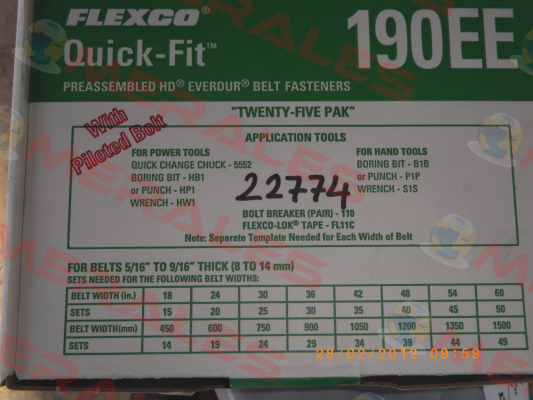 FLEXCO®
Quick-Fit™
190EE
PREASSEMBLED HD® EVERDUR® BELT FASTENERS
"TWENTY-FIVE PAK"
With
Piloted Bolt
APPLICATION TOOLS
FOR POWER TOOLS
QUICK CHANGE CHUCK - 5552
BORING BIT - HB1
or PUNCH - HP1
WRENCH - HW1
FOR HAND TOOLS
BORING BIT - B1B
or PUNCH - P1P
WRENCH - S1S
22774
BOLT BREAKER (PAIR) - 110
FLEXCO-LOK® TAPE - FL11C
Note: Separate Template Needed for Each Width of Belt
FOR BELTS 5/16" TO 9/16" THICK (8 TO 14 mm)
SETS NEEDED FOR THE FOLLOWING BELT WIDTHS:
BELT WIDTH (in.) 18 24 30 36 42 48 54 60
SETS 15 20 25 30 35 40 45 50
BELT WIDTH(mm) 450 600 750 900 1050 1200 1350 1500
SETS 14 19 24 29 34 39 44 49
28/02/2012 09:59
MERALES